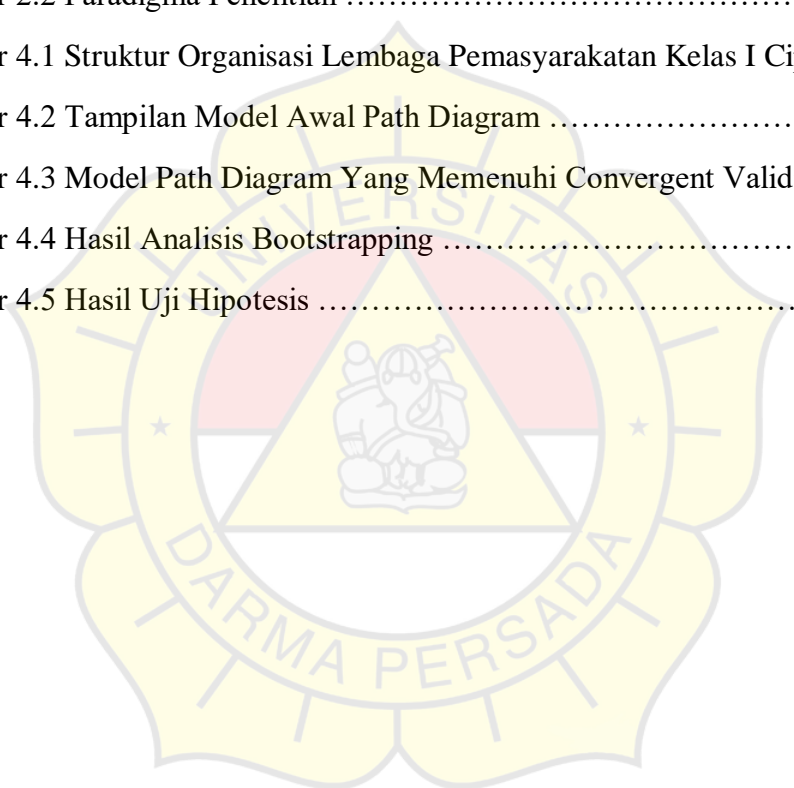 r 2.2 Paradigma Penelitian ……………………………………
r 4.1 Struktur Organisasi Lembaga Pemasyarakatan Kelas I Cip
r 4.2 Tampilan Model Awal Path Diagram ………………………
r 4.3 Model Path Diagram Yang Memenuhi Convergent Valid
r 4.4 Hasil Analisis Bootstrapping ………………………………
r 4.5 Hasil Uji Hipotesis …………………………………………
UNIVERSITAS
DARMA PERSADA